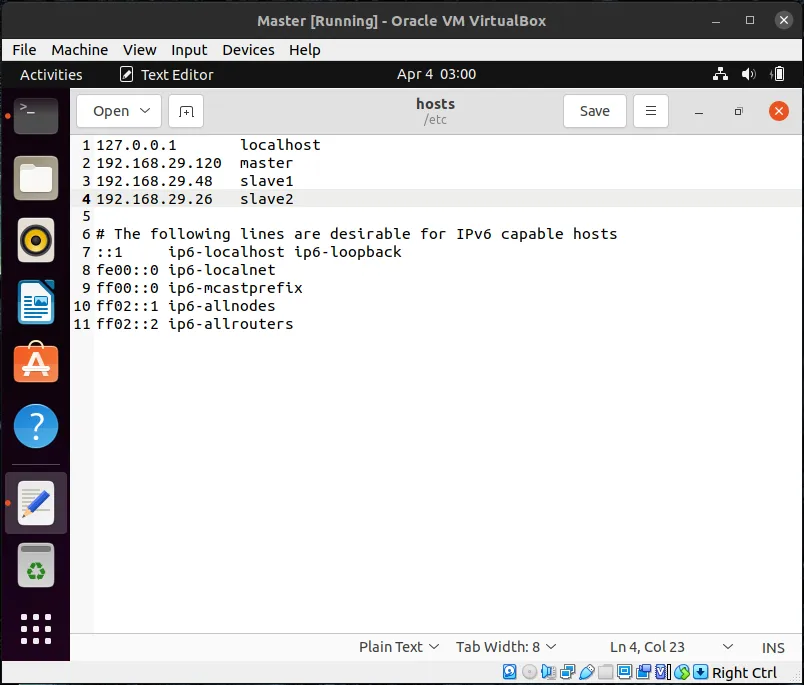 Master [Running] - Oracle VM VirtualBox
File Machine View Input Devices Help
Activities Text Editor Apr 4 03:00
Open hosts Save
/etc
1 127.0.0.1 localhost
2 192.168.29.120 master
3 192.168.29.48 slave1
4 192.168.29.26 slave2
5
6 # The following lines are desirable for IPv6 capable hosts
7 ::1 ip6-localhost ip6-loopback
8 fe00::0 ip6-localnet
9 ff00::0 ip6-mcastprefix
10 ff02::1 ip6-allnodes
11 ff02::2 ip6-allrouters
Plain Text Tab Width: 8 Ln 4, Col 23 INS
Right Ctrl